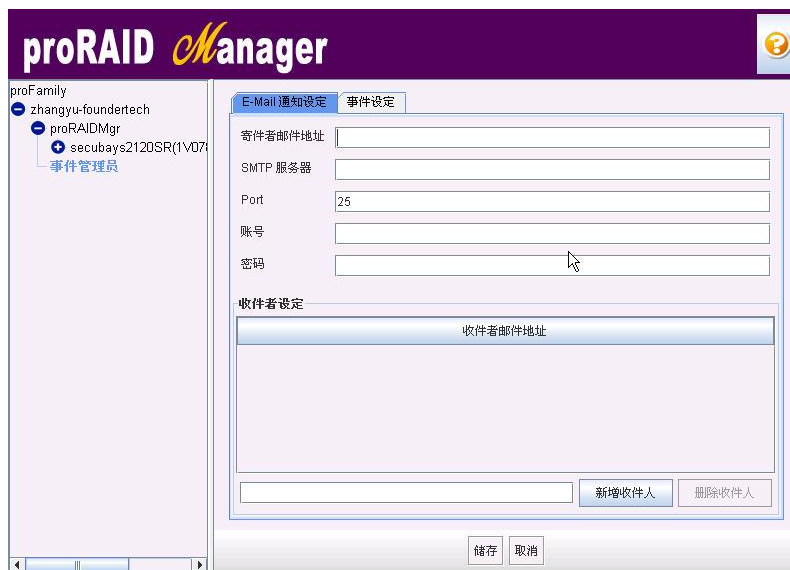 proRAID Manager
proFamily
zhangyu-foundertech
proRAIDMgr
secubays2120SR(1V078
事件管理员
E-Mail 通知设定
事件设定
寄件者邮件地址
SMTP 服务器
Port
25
账号
密码
收件者设定
收件者邮件地址
新增收件人
删除收件人
储存
取消